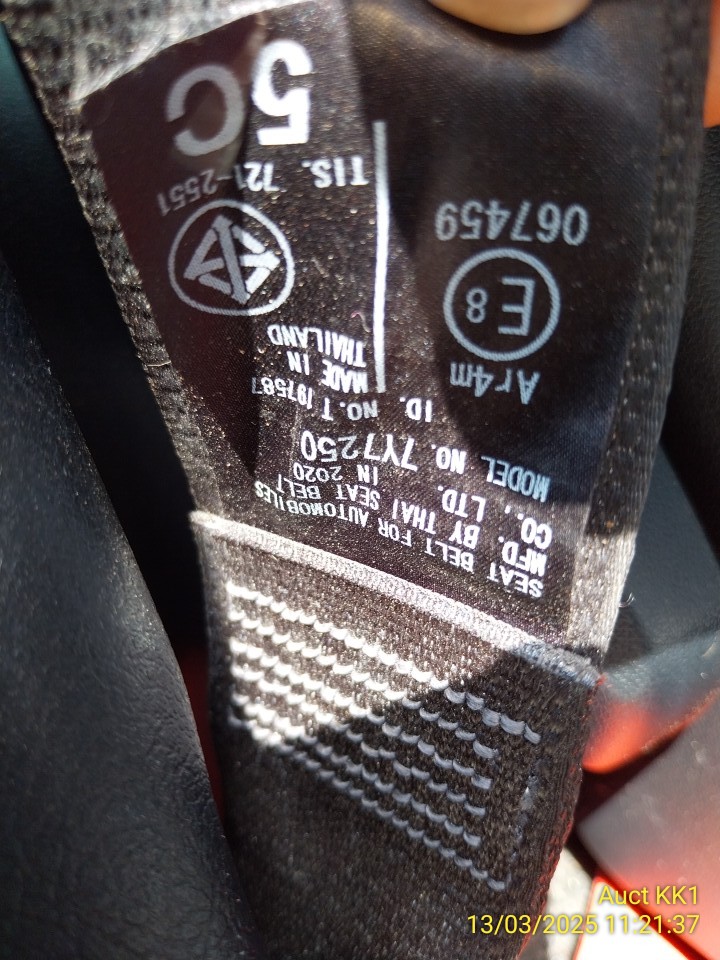 SEAT BELT FOR AUTOMOBILES
MFD. BY THAI SEAT BELT
CO., LTD. IN 2020
MODEL NO. 7Y7250
ID. NO. T 197587
Ar4m
E8
067459
MADE IN
THAILAND
TIS. 721-2551
5C
Auct KK1
13/03/2025 11:21:37